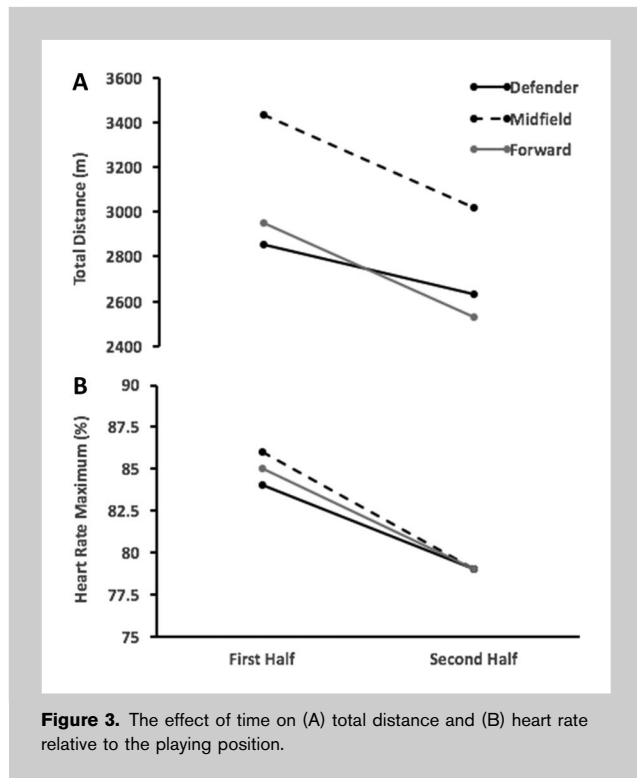 A
3600
3400
3200
3000
2800
2600
2400
Total Distance (m)
Defender
Midfield
Forward
B
90
87.5
85
82.5
80
77.5
75
Heart Rate Maximum (%)
First Half
Second Half
Figure 3. The effect of time on (A) total distance and (B) heart rate
relative to the playing position.